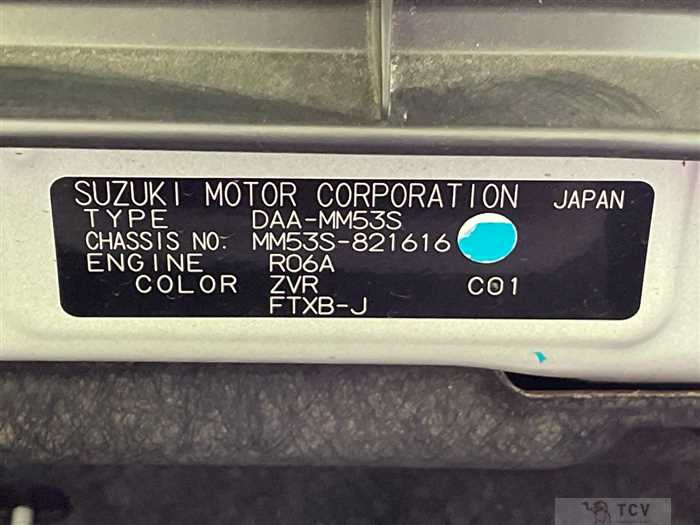 SUZUKI MOTOR CORPORATION JAPAN
TYPE DAA-MM53S
CHASSIS NO. MM53S-821616
ENGINE R06A
COLOR ZVR C01
FTXB-J
TCV